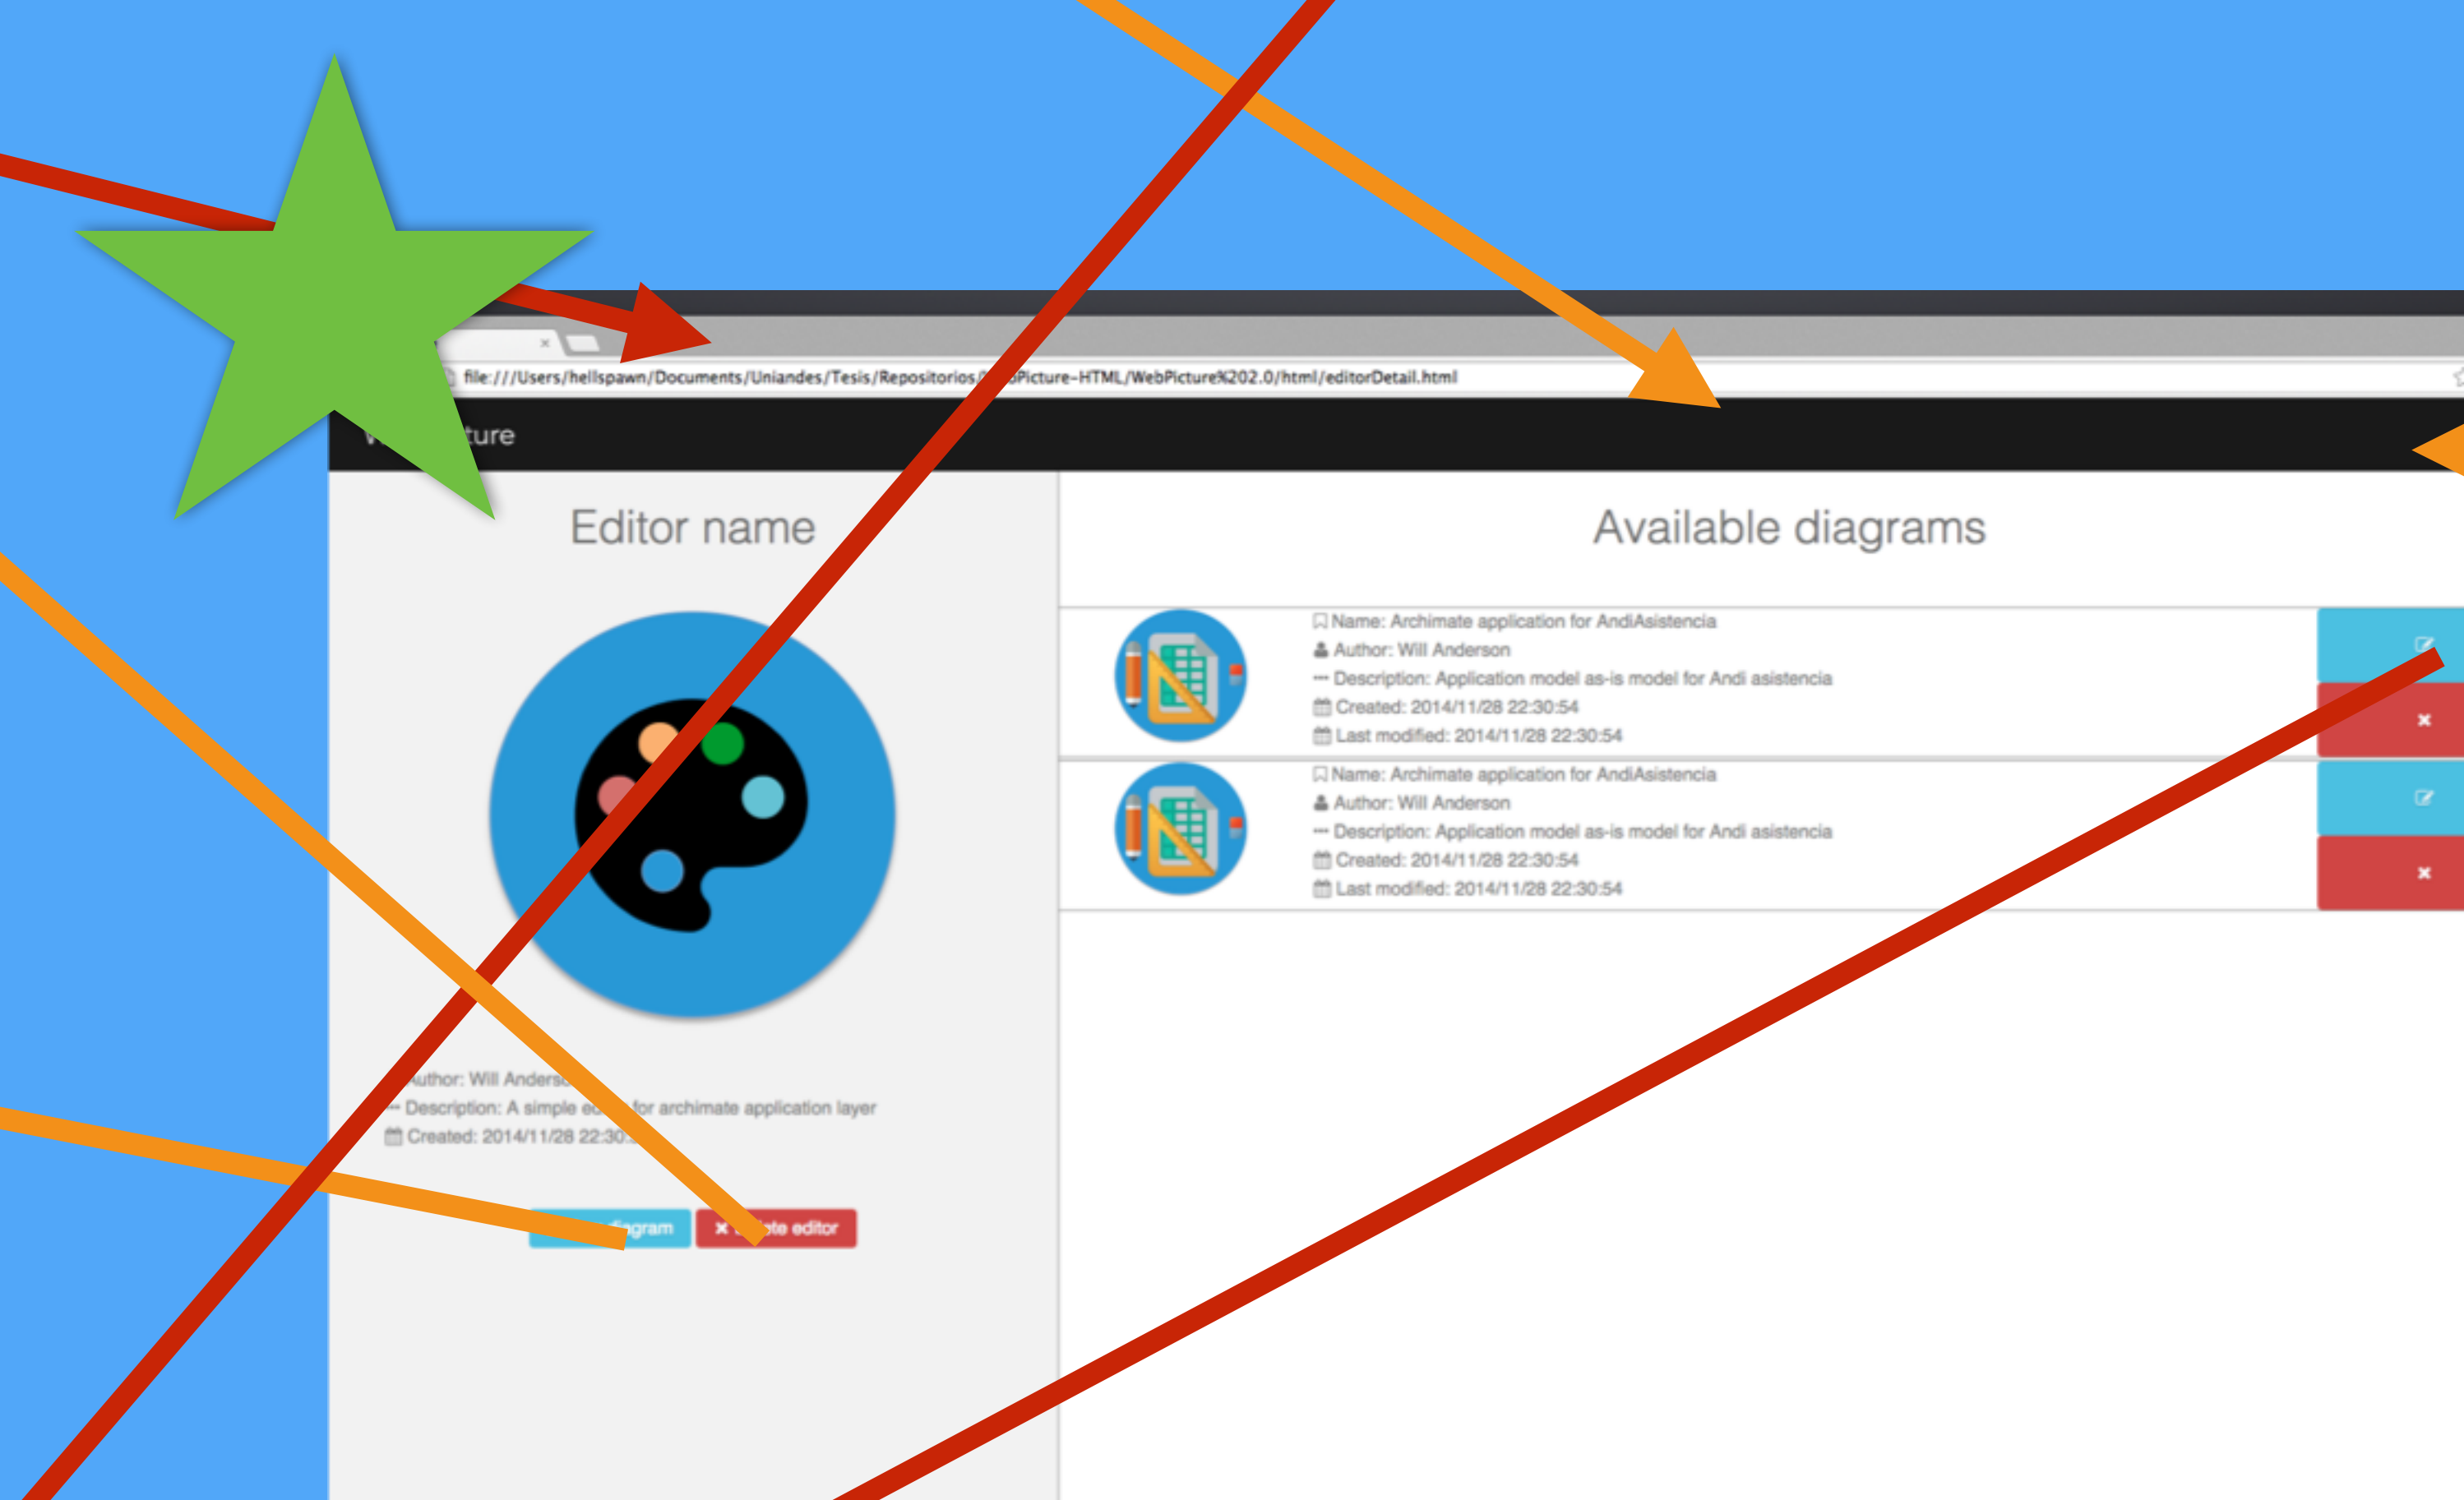 file:///Users/hellspawn/Documents/Uniandes/Tesis/Repositorios/ Picture-HTML/WebPicture%202.0/html/editorDetail.html
Editor name
Available diagrams
Name: Archimate application for AndiAsistencia
Author: Will Anderson
Description: Application model as-is model for Andi asistencia
Created: 2014/11/28 22:30:54
Last modified: 2014/11/28 22:30:54
Name: Archimate application for AndiAsistencia
Author: Will Anderson
Description: Application model as-is model for Andi asistencia
Created: 2014/11/28 22:30:54
Last modified: 2014/11/28 22:30:54
Author: Will
Description: A simple for archimate application layer
Created: 2014/11/28
diagram
editor